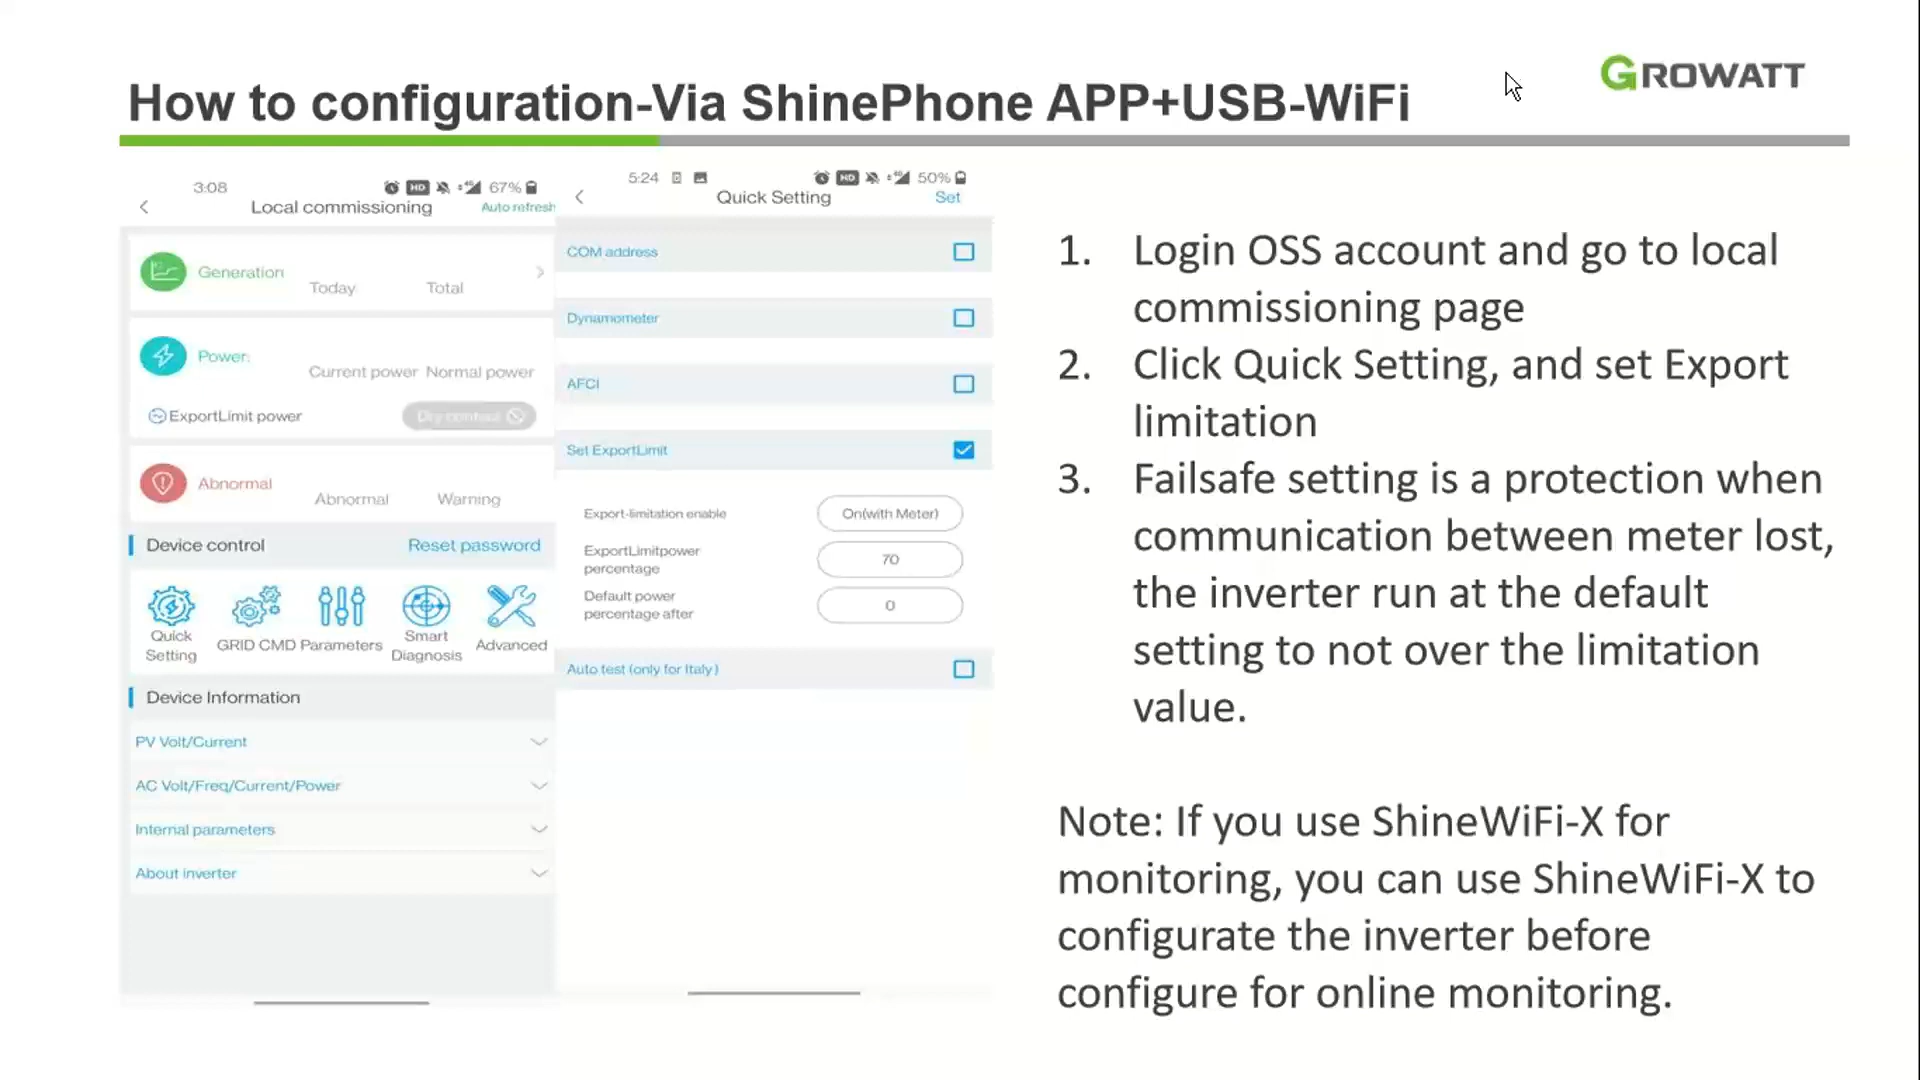 How to configuration-Via ShinePhone APP+USB-WiFi
GROWATT
3:08
HD
67%
Local commissioning
Auto refresh
Generation
Today
Total
Power:
Current power
Normal power
ExportLimit power
Dry contact
Abnormal
Abnormal
Warning
Device control
Reset password
Quick
Setting
GRID CMD
Parameters
Smart
Diagnosis
Advanced
Device Information
PV Volt/Current
AC Volt/Freq/Current/Power
Internal parameters
About inverter
5:24
HD
50%
Quick Setting
Set
COM address
Dynamometer
AFCI
Set ExportLimit
Export-limitation enable
On(with Meter)
ExportLimitpower
percentage
70
Default power
percentage after
0
Auto test (only for Italy)
1. Login OSS account and go to local
commissioning page
2. Click Quick Setting, and set Export
limitation
3. Failsafe setting is a protection when
communication between meter lost,
the inverter run at the default
setting to not over the limitation
value.
Note: If you use ShineWiFi-X for
monitoring, you can use ShineWiFi-X to
configurate the inverter before
configure for online monitoring.